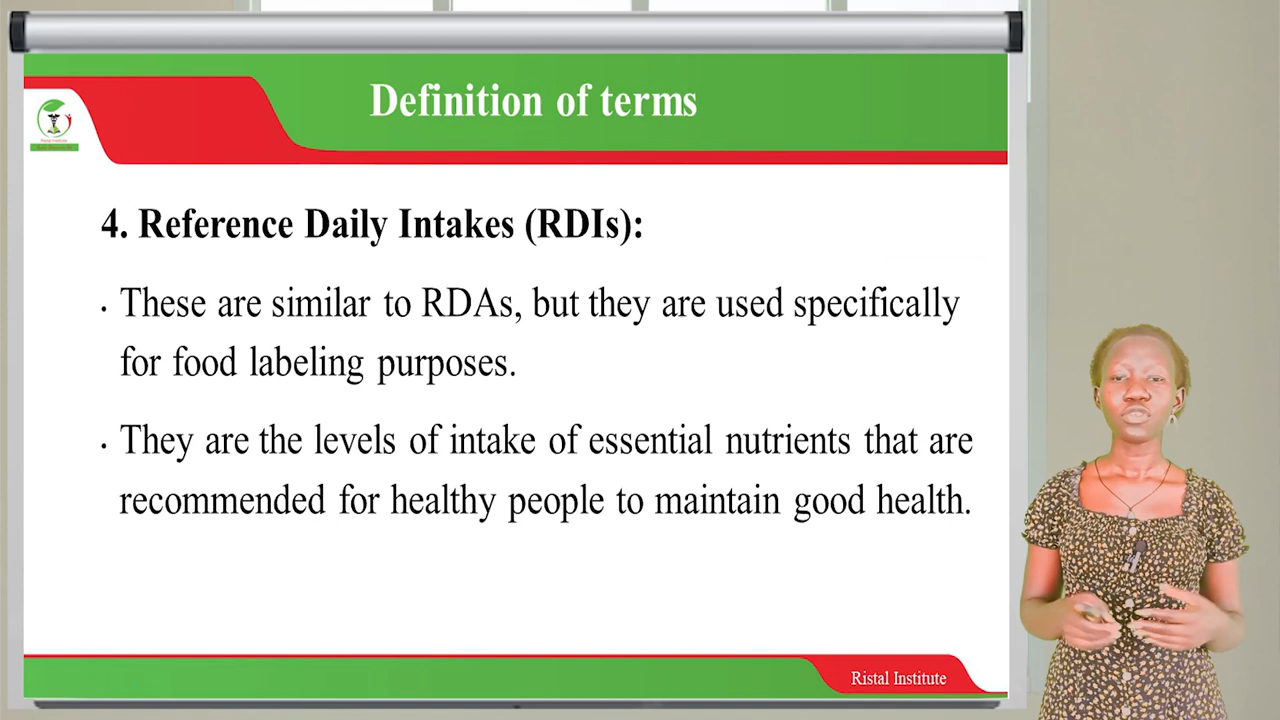 Definition of terms
4. Reference Daily Intakes (RDIs):
• These are similar to RDAs, but they are used specifically
for food labeling purposes.
• They are the levels of intake of essential nutrients that are
recommended for healthy people to maintain good health.
Ristal Institute